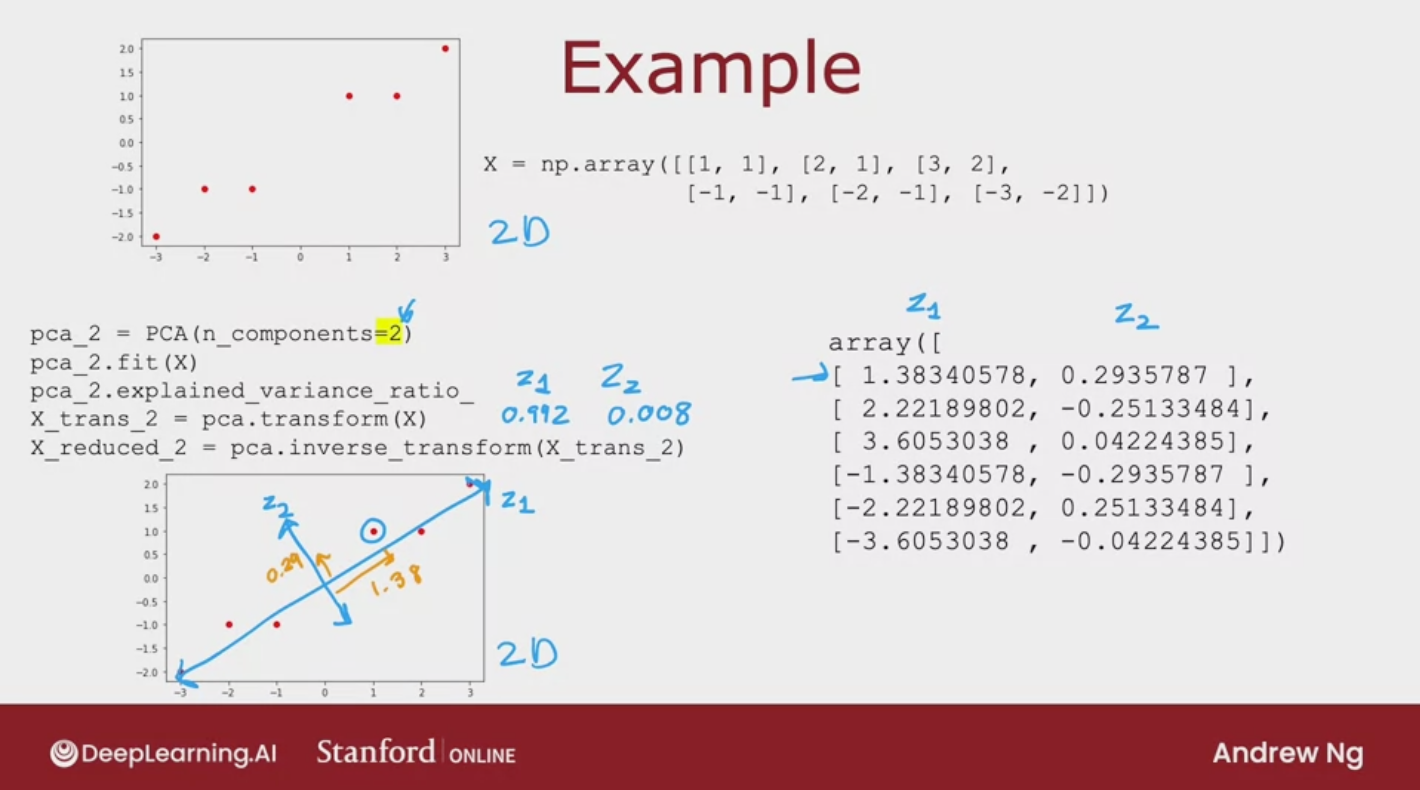 Example
2.0
1.5
1.0
0.5
0.0
-0.5
-1.0
-1.5
-2.0
-3 -2 -1 0 1 2 3
X = np.array([[1, 1], [2, 1], [3, 2],
[-1, -1], [-2, -1], [-3, -2]])
2D
pca_2 = PCA(n_components=2)
pca_2.fit(X)
pca_2.explained_variance_ratio_
X_trans_2 = pca.transform(X)
X_reduced_2 = pca.inverse_transform(X_trans_2)
z1 z2
0.992 0.008
z1 z2
array([
[ 1.38340578, 0.2935787 ],
[ 2.22189802, -0.25133484],
[ 3.6053038 , 0.04224385],
[-1.38340578, -0.2935787 ],
[-2.22189802, 0.25133484],
[-3.6053038 , -0.04224385]])
2.0
1.5
1.0
0.5
0.0
-0.5
-1.0
-1.5
-2.0
-3 -2 -1 0 1 2 3
z2
z1
0.29
1.38
2D
DeepLearning.AI
Stanford ONLINE
Andrew Ng